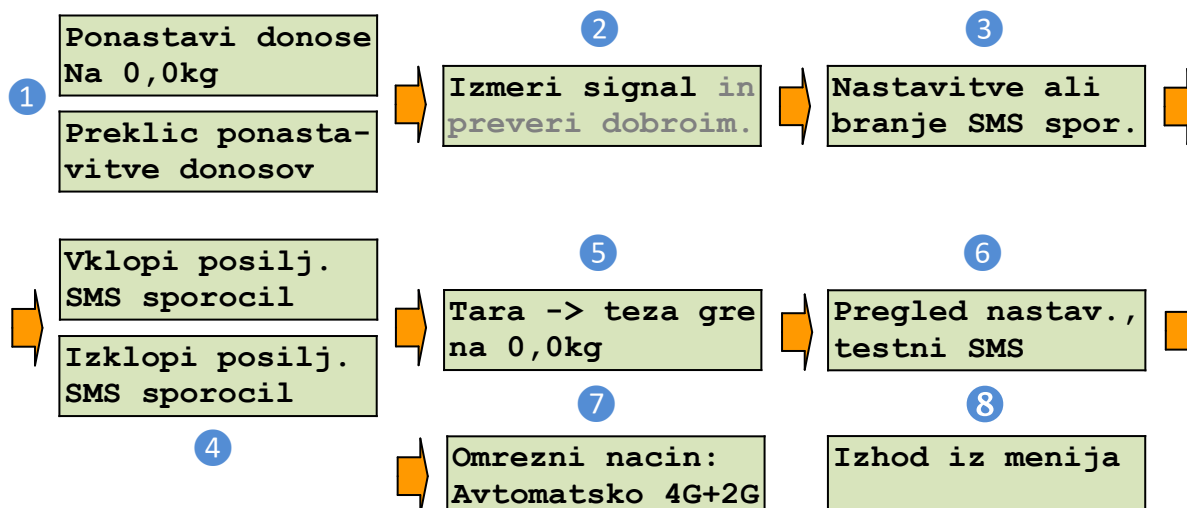 1
Ponastavi donose
Na 0,0kg
Preklic ponasta-
vitve donosov
2
Izmeri signal in
preveri dobroim.
3
Nastavitve ali
branje SMS spor.
Vklopi posilj.
SMS sporocil
Izklopi posilj.
SMS sporocil
4
5
Tara -> teza gre
na 0,0kg
6
Pregled nastav.,
testni SMS
7
Omrezni nacin:
Avtomatsko 4G+2G
8
Izhod iz menija